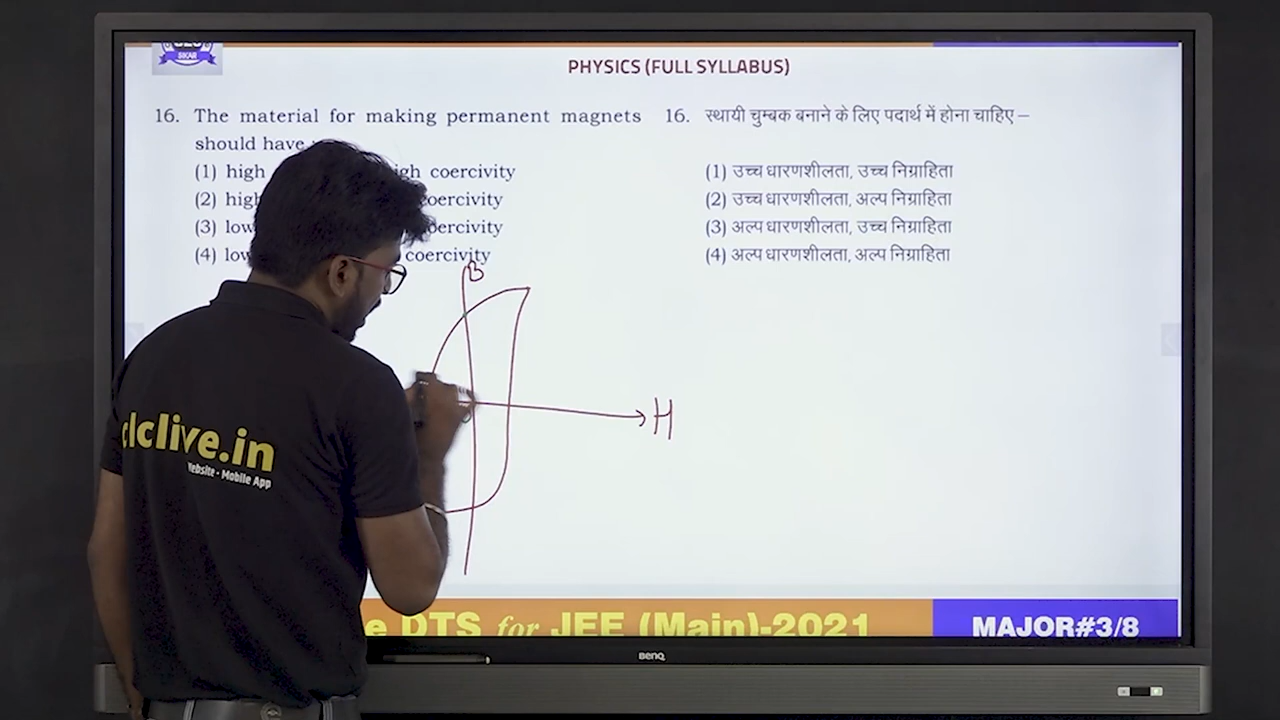 SIKAR
PHYSICS (FULL SYLLABUS)
16. The material for making permanent magnets
should have
(1) high coercivity
(2) high coercivity
(3) low coercivity
(4) low coercivity
16. स्थायी चुम्बक बनाने के लिए पदार्थ में होना चाहिए –
(1) उच्च धारणशीलता, उच्च निग्राहिता
(2) उच्च धारणशीलता, अल्प निग्राहिता
(3) अल्प धारणशीलता, उच्च निग्राहिता
(4) अल्प धारणशीलता, अल्प निग्राहिता
B
H
clclive.in
Website - Mobile App
DTS for JEE (Main)-2021
MAJOR#3/8
BenQ